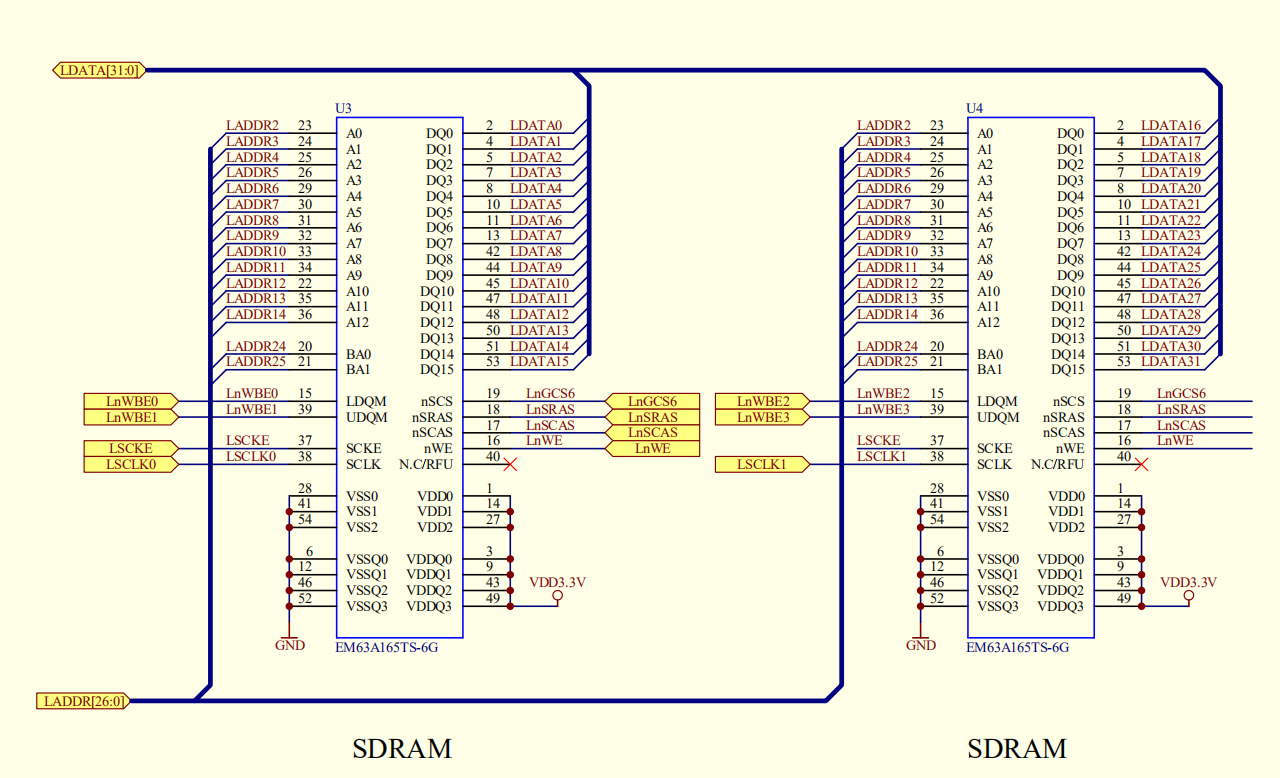 LDATA[31:0]
U3 U4
LADDR2 23 A0 DQ0 2 LDATA0 LADDR2 23 A0 DQ0 2 LDATA16
LADDR3 24 A1 DQ1 4 LDATA1 LADDR3 24 A1 DQ1 4 LDATA17
LADDR4 25 A2 DQ2 5 LDATA2 LADDR4 25 A2 DQ2 5 LDATA18
LADDR5 26 A3 DQ3 7 LDATA3 LADDR5 26 A3 DQ3 7 LDATA19
LADDR6 29 A4 DQ4 8 LDATA4 LADDR6 29 A4 DQ4 8 LDATA20
LADDR7 30 A5 DQ5 10 LDATA5 LADDR7 30 A5 DQ5 10 LDATA21
LADDR8 31 A6 DQ6 11 LDATA6 LADDR8 31 A6 DQ6 11 LDATA22
LADDR9 32 A7 DQ7 13 LDATA7 LADDR9 32 A7 DQ7 13 LDATA23
LADDR10 33 A8 DQ8 42 LDATA8 LADDR10 33 A8 DQ8 42 LDATA24
LADDR11 34 A9 DQ9 44 LDATA9 LADDR11 34 A9 DQ9 44 LDATA25
LADDR12 22 A10 DQ10 45 LDATA10 LADDR12 22 A10 DQ10 45 LDATA26
LADDR13 35 A11 DQ11 47 LDATA11 LADDR13 35 A11 DQ11 47 LDATA27
LADDR14 36 A12 DQ12 48 LDATA12 LADDR14 36 A12 DQ12 48 LDATA28
DQ13 50 LDATA13 DQ13 50 LDATA29
LADDR24 20 BA0 DQ14 51 LDATA14 LADDR24 20 BA0 DQ14 51 LDATA30
LADDR25 21 BA1 DQ15 53 LDATA15 LADDR25 21 BA1 DQ15 53 LDATA31
LnWBE0 LnWBE0 15 LDQM nSCS 19 LnGCS6 LnGCS6 LnWBE2 LnWBE2 15 LDQM nSCS 19 LnGCS6
LnWBE1 LnWBE1 39 UDQM nSRAS 18 LnSRAS LnSRAS LnWBE3 LnWBE3 39 UDQM nSRAS 18 LnSRAS
nSCAS 17 LnSCAS LnSCAS nSCAS 17 LnSCAS
LSCKE LSCKE 37 SCKE nWE 16 LnWE LnWE LSCKE 37 SCKE nWE 16 LnWE
LSCLK0 LSCLK0 38 SCLK N.C/RFU 40 LSCLK1 LSCLK1 38 SCLK N.C/RFU 40
28 VSS0 VDD0 1 28 VSS0 VDD0 1
41 VSS1 VDD1 14 41 VSS1 VDD1 14
54 VSS2 VDD2 27 54 VSS2 VDD2 27
6 VSSQ0 VDDQ0 3 6 VSSQ0 VDDQ0 3
12 VSSQ1 VDDQ1 9 12 VSSQ1 VDDQ1 9
46 VSSQ2 VDDQ2 43 VDD3.3V 46 VSSQ2 VDDQ2 43 VDD3.3V
52 VSSQ3 VDDQ3 49 52 VSSQ3 VDDQ3 49
GND EM63A165TS-6G GND EM63A165TS-6G
LADDR[26:0]
SDRAM SDRAM